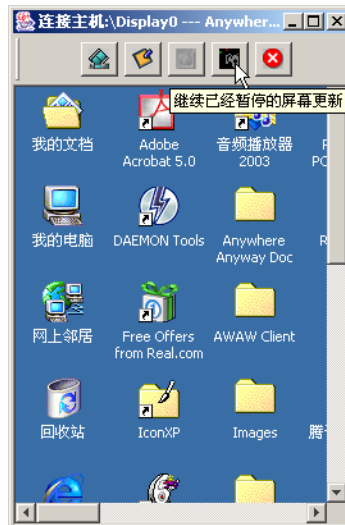 连接主机:\Display0 --- Anywher...
继续已经暂停的屏幕更新
我的文档
Adobe
Acrobat 5.0
音频播放器
2003
PC
我的电脑
DAEMON Tools
Anywhere
Anyway Doc
R
网上邻居
Free Offers
from Real.com
AWAW Client
回收站
IconXP
Images
腾